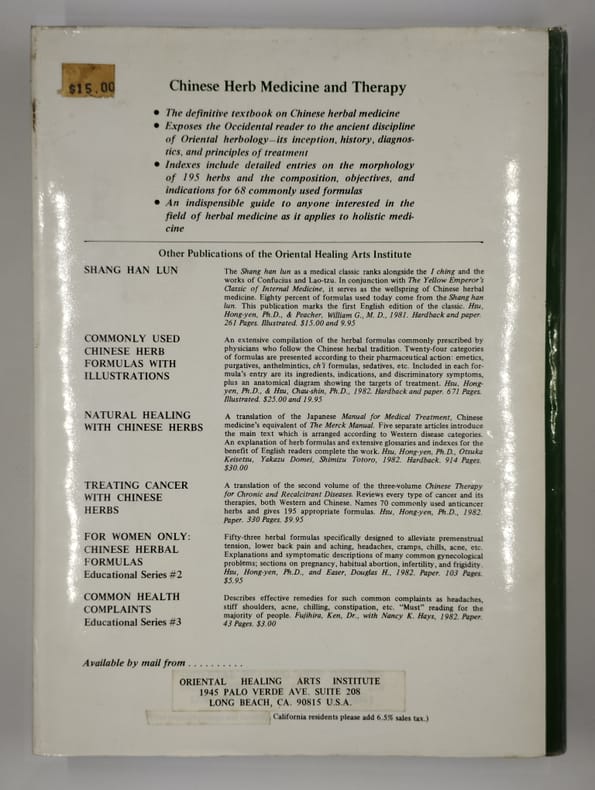 $15.00
Chinese Herb Medicine and Therapy
• The definitive textbook on Chinese herbal medicine
• Exposes the Occidental reader to the ancient discipline
of Oriental herbology—its inception, history, diagnos-
tics, and principles of treatment
• Indexes include detailed entries on the morphology
of 195 herbs and the composition, objectives, and
indications for 68 commonly used formulas
• An indispensible guide to anyone interested in the
field of herbal medicine as it applies to holistic medi-
cine
Other Publications of the Oriental Healing Arts Institute
SHANG HAN LUN
The Shang han lun as a medical classic ranks alongside the I ching and the
works of Confucius and Lao-tzu. In conjunction with The Yellow Emperor's
Classic of Internal Medicine, it serves as the wellspring of Chinese herbal
medicine. Eighty percent of formulas used today come from the Shang han
lun. This publication marks the first English edition of the classic. Hsu,
Hong-yen, Ph.D., & Peacher, William G., M. D., 1981. Hardback and paper.
261 Pages. Illustrated. $15.00 and 9.95
COMMONLY USED
CHINESE HERB
FORMULAS WITH
ILLUSTRATIONS
An extensive compilation of the herbal formulas commonly prescribed by
physicians who follow the Chinese herbal tradition. Twenty-four categories
of formulas are presented according to their pharmaceutical action: emetics,
purgatives, anthelmintics, ch'i formulas, sedatives, etc. Included in each for-
mula's entry are its ingredients, indications, and discriminatory symptoms,
plus an anatomical diagram showing the targets of treatment. Hsu, Hong-
yen, Ph.D., & Hsu, Chau-shin, Ph.D., 1982. Hardback and paper. 671 Pages.
Illustrated. $25.00 and 19.95
NATURAL HEALING
WITH CHINESE HERBS
A translation of the Japanese Manual for Medical Treatment, Chinese
medicine's equivalent of The Merck Manual. Five separate articles introduce
the main text which is arranged according to Western disease categories.
An explanation of herb formulas and extensive glossaries and indexes for the
benefit of English readers complete the work. Hsu, Hong-yen, Ph.D., Otsuka
Keisetsu, Yakazu Domei, Shimizu Totoro, 1982. Hardback. 914 Pages.
$30.00
TREATING CANCER
WITH CHINESE
HERBS
A translation of the second volume of the three-volume Chinese Therapy
for Chronic and Recalcitrant Diseases. Reviews every type of cancer and its
therapies, both Western and Chinese. Names 70 commonly used anticancer
herbs and gives 195 appropriate formulas. Hsu, Hong-yen, Ph.D., 1982.
Paper. 330 Pages. $9.95
FOR WOMEN ONLY:
CHINESE HERBAL
FORMULAS
Educational Series #2
Fifty-three herbal formulas specifically designed to alleviate premenstrual
tension, lower back pain and aching, headaches, cramps, chills, acne, etc.
Explanations and symptomatic descriptions of many common gynecological
problems; sections on pregnancy, habitual abortion, infertility, and frigidity.
Hsu, Hong-yen, Ph.D., and Easer, Douglas H., 1982. Paper. 103 Pages.
$5.95
COMMON HEALTH
COMPLAINTS
Educational Series #3
Describes effective remedies for such common complaints as headaches,
stiff shoulders, acne, chilling, constipation, etc. "Must" reading for the
majority of people. Fujihira, Ken, Dr., with Nancy K. Hays, 1982. Paper.
43 Pages. $3.00
Available by mail from . . . . . . . . . .
ORIENTAL HEALING ARTS INSTITUTE
1945 PALO VERDE AVE. SUITE 208
LONG BEACH, CA. 90815 U.S.A.
California residents please add 6.5% sales tax.)